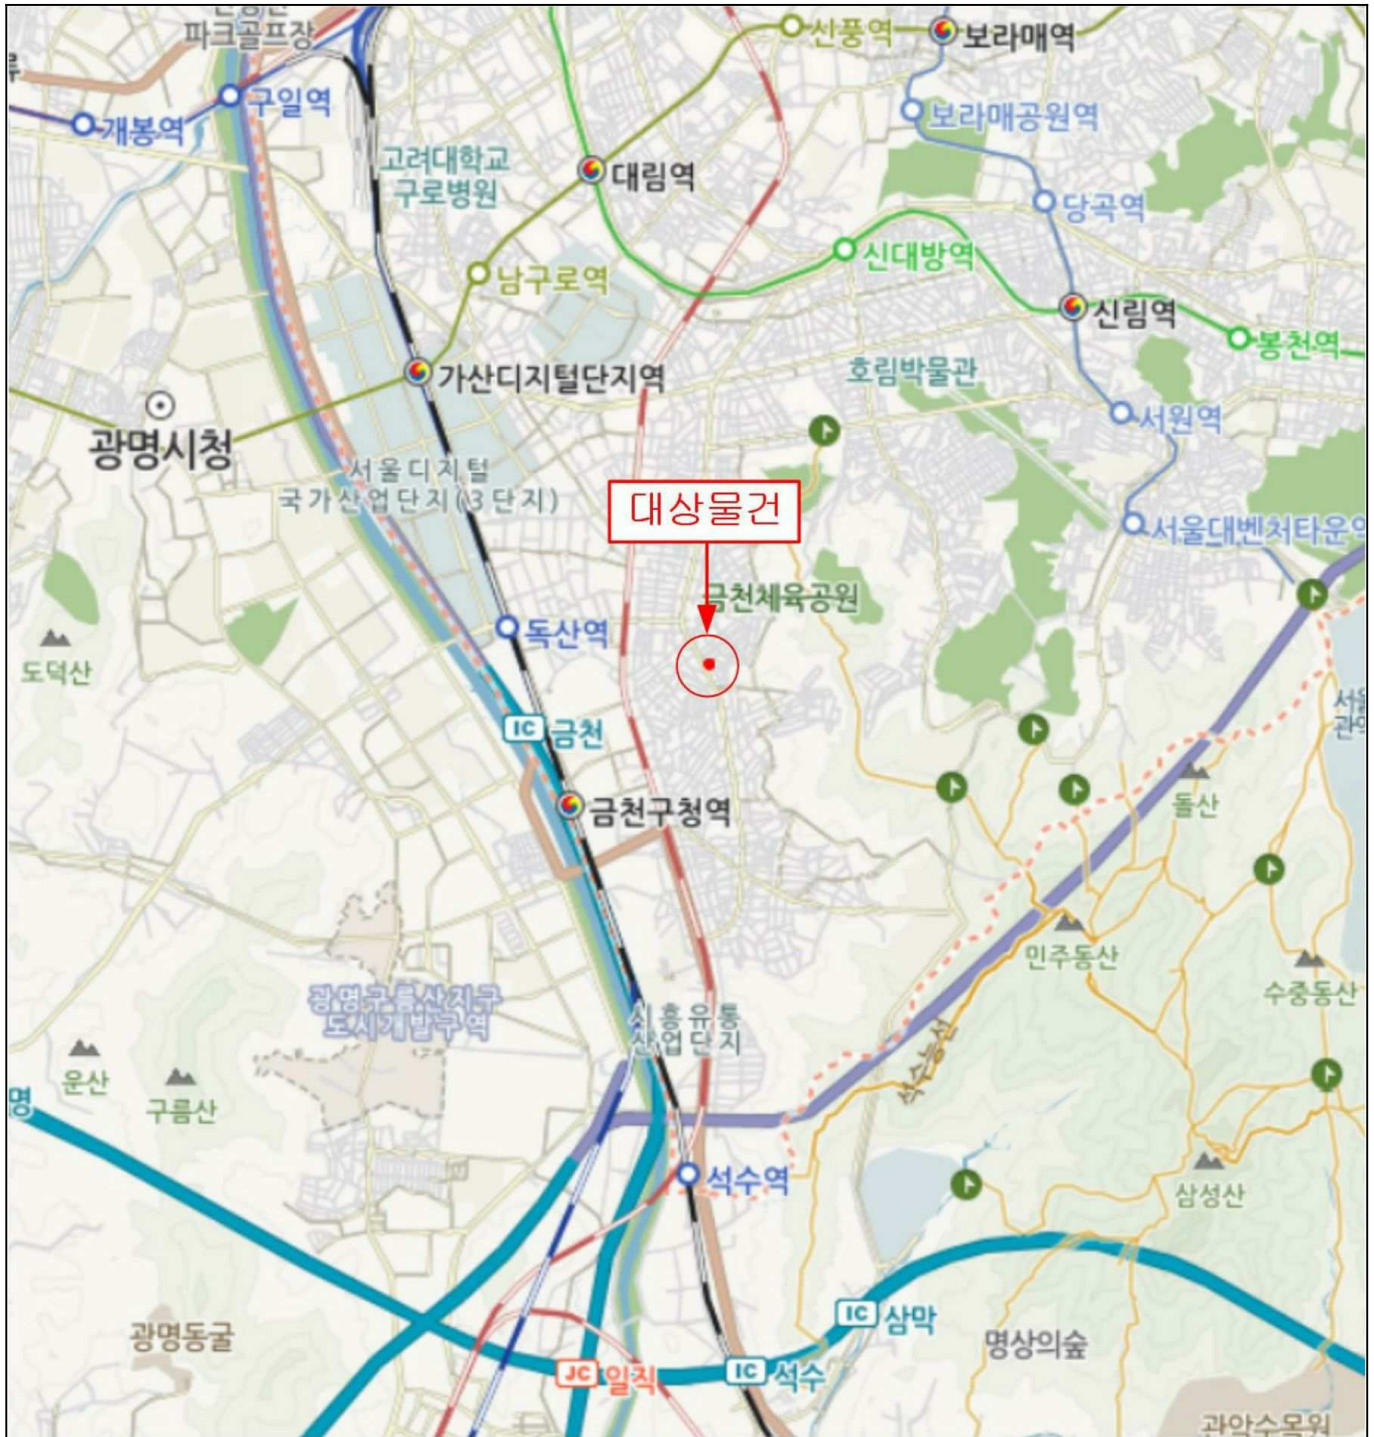 파크골프장
신풍역
보라매역
구일역
개봉역
보라매공원역
고려대학교
구로병원
대림역
당곡역
신대방역
남구로역
신림역
봉천역
가산디지털단지역
호림박물관
광명시청
서원역
서울디지털
국가산업단지(3단지)
대상물건
서울대벤처타운역
금천체육공원
독산역
도덕산
IC 금천
금천구청역
돌산
민주동산
수중동산
광명구름산지구
도시개발구역
시흥유통
산업단지
석수능선
운산
구름산
명
석수역
삼성산
IC 삼막
광명동굴
명상의숲
JC 일직
IC 석수
관악수목원